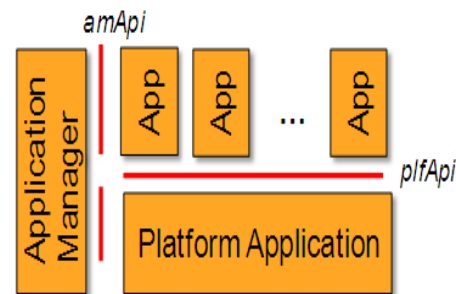 amApi
Application
Manager
App
App
...
App
plfApi
Platform Application